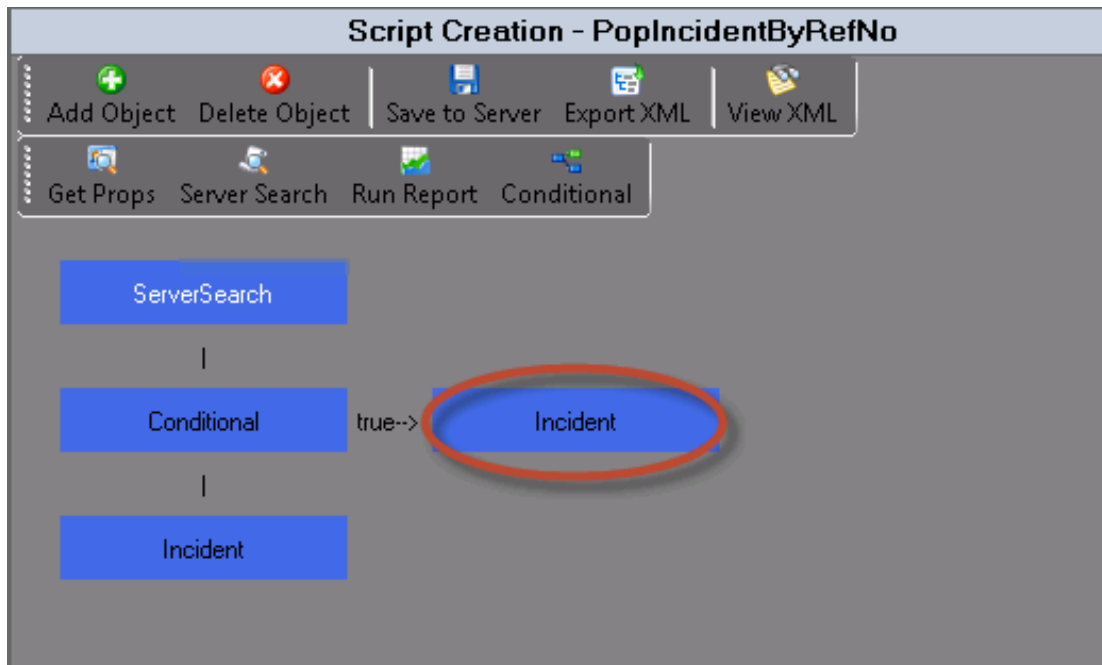 Script Creation - PopIncidentByRefNo
Add Object Delete Object Save to Server Export XML View XML
Get Props Server Search Run Report Conditional
ServerSearch
|
Conditional true--> Incident
|
Incident